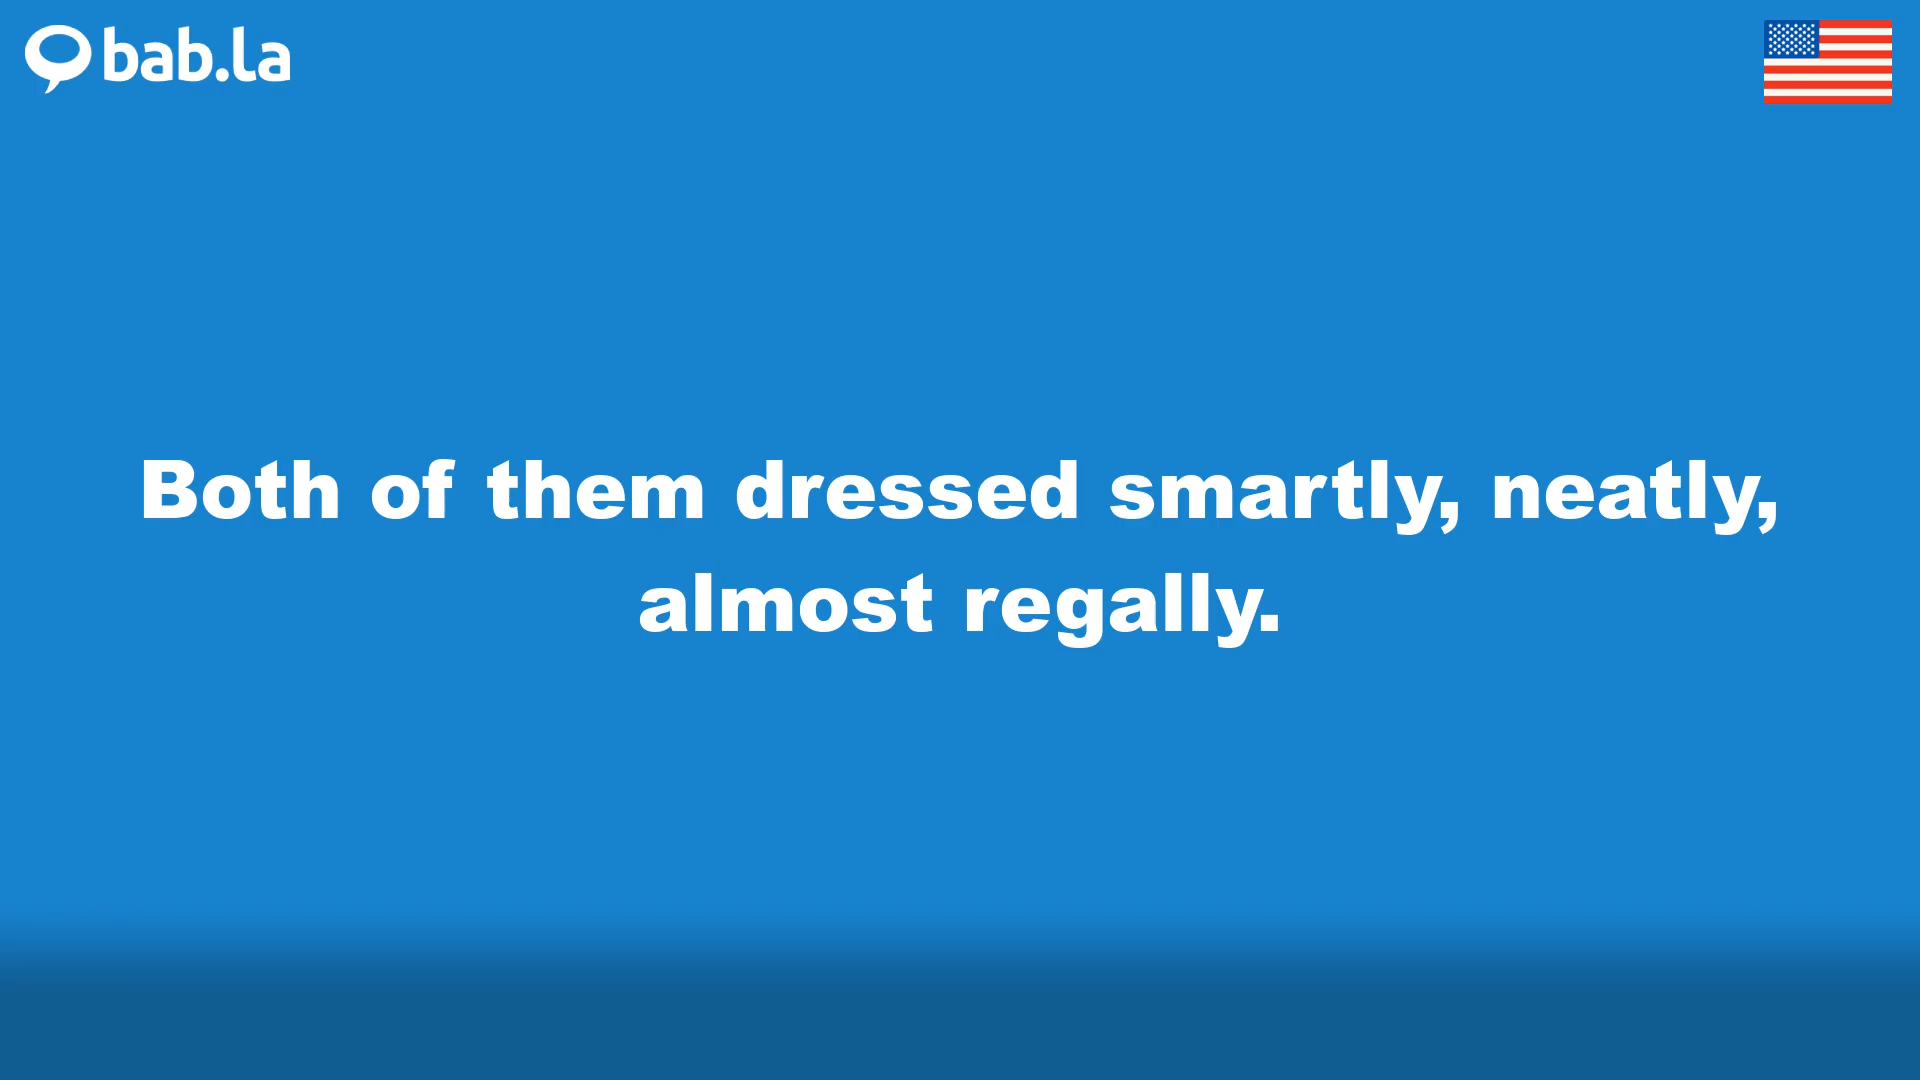 bab.la
Both of them dressed smartly, neatly,
almost regally.